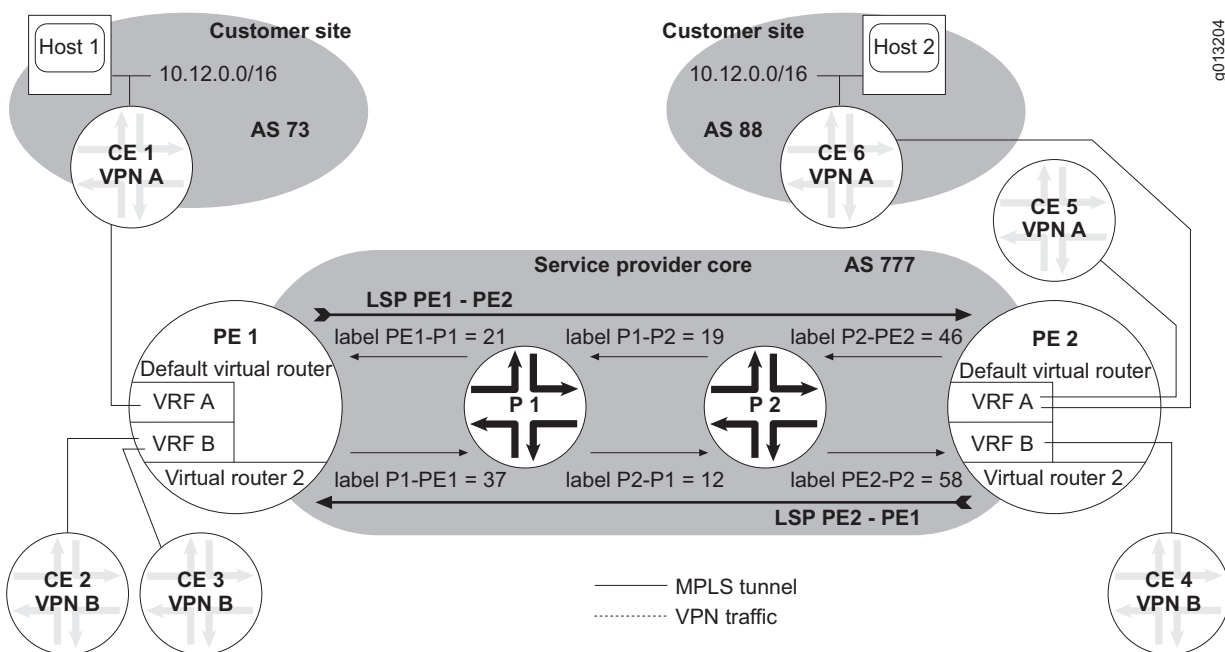 g013204
Host 1
Customer site
10.12.0.0/16
AS 73
CE 1
VPN A
Customer site
Host 2
10.12.0.0/16
AS 88
CE 6
VPN A
CE 5
VPN A
Service provider core
AS 777
LSP PE1 - PE2
PE 1
label PE1-P1 = 21
label P1-P2 = 19
label P2-PE2 = 46
PE 2
Default virtual router
Default virtual router
VRF A
P 1
P 2
VRF A
VRF B
VRF B
Virtual router 2
label P1-PE1 = 37
label P2-P1 = 12
label PE2-P2 = 58
Virtual router 2
LSP PE2 - PE1
CE 2
VPN B
CE 3
VPN B
CE 4
VPN B
MPLS tunnel
VPN traffic